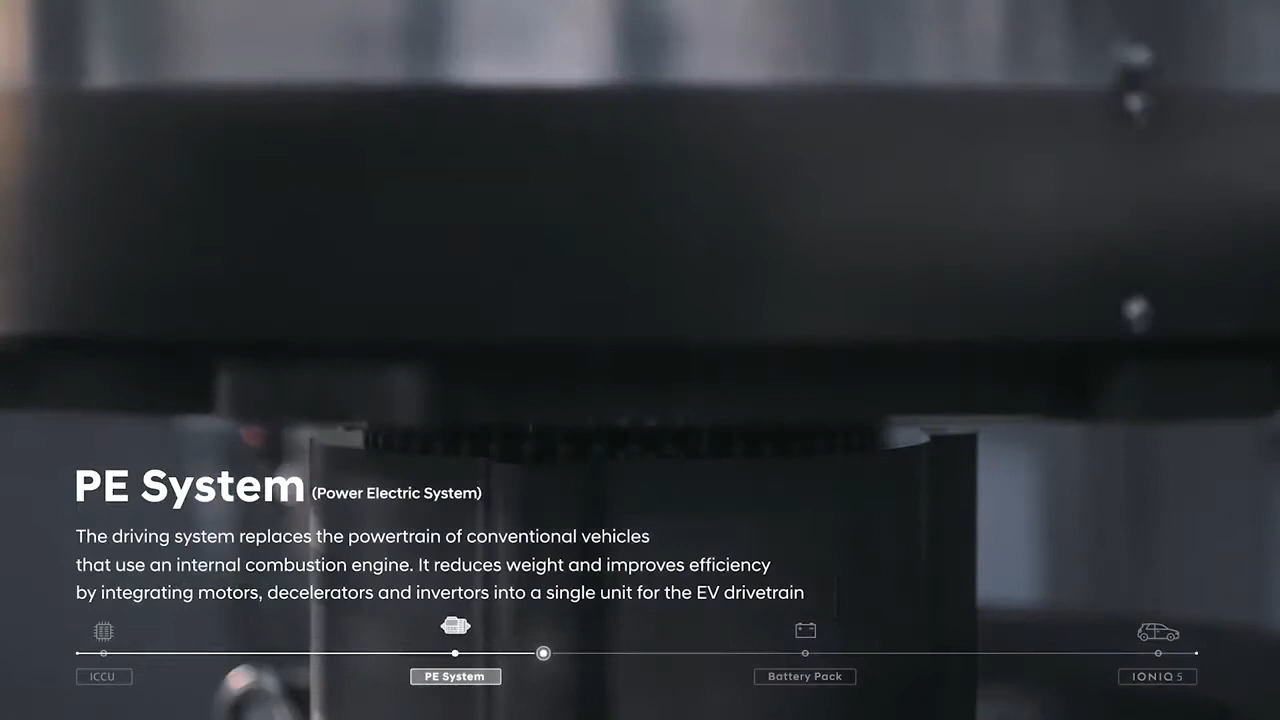 PE System (Power Electric System)
The driving system replaces the powertrain of conventional vehicles
that use an internal combustion engine. It reduces weight and improves efficiency
by integrating motors, decelerators and invertors into a single unit for the EV drivetrain
ICCU PE System Battery Pack IONIQ 5